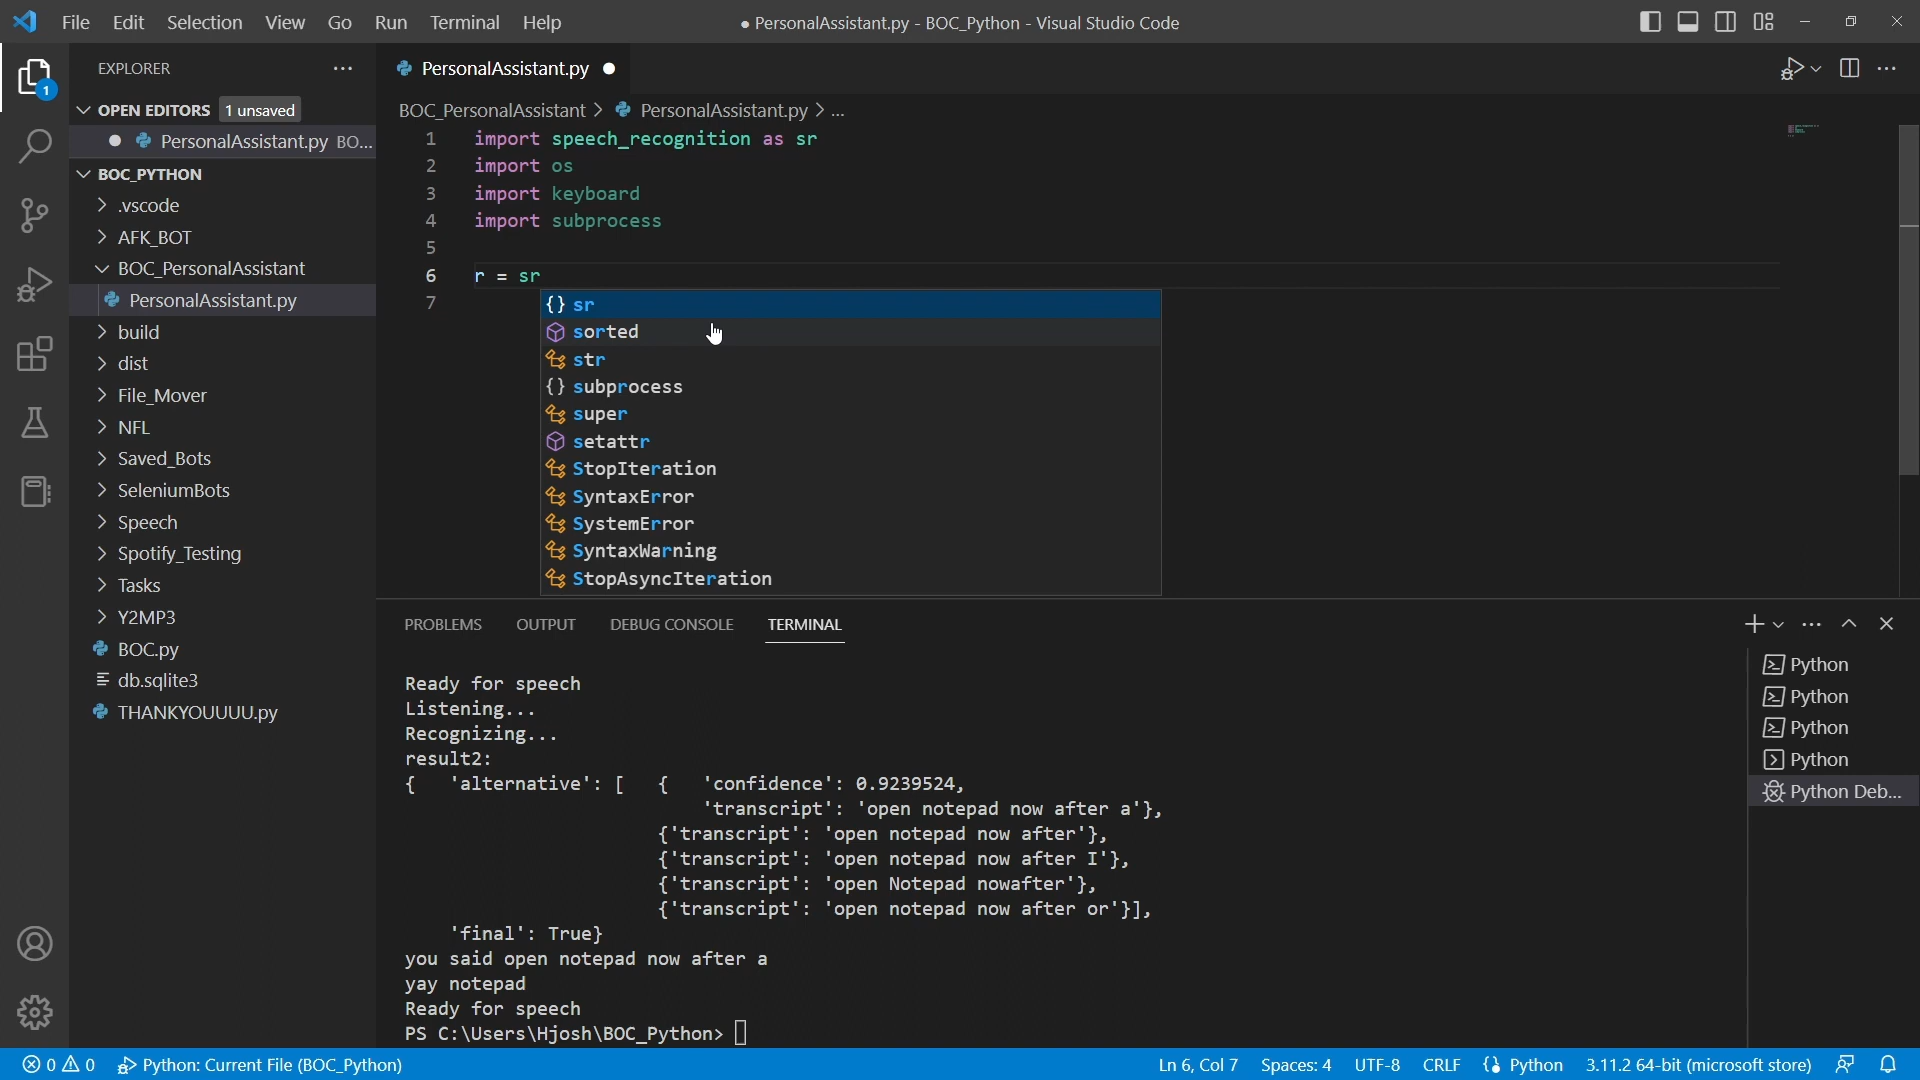 File Edit Selection View Go Run Terminal Help
● PersonalAssistant.py - BOC_Python - Visual Studio Code
EXPLORER
1
OPEN EDITORS 1 unsaved
PersonalAssistant.py BO...
BOC_PYTHON
.vscode
AFK_BOT
BOC_PersonalAssistant
PersonalAssistant.py
build
dist
File_Mover
NFL
Saved_Bots
SeleniumBots
Speech
Spotify_Testing
Tasks
Y2MP3
BOC.py
db.sqlite3
THANKYOUUUU.py
PersonalAssistant.py
BOC_PersonalAssistant > PersonalAssistant.py > ...
1 import speech_recognition as sr
2 import os
3 import keyboard
4 import subprocess
5
6 r = sr
7
{} sr
sorted
str
{} subprocess
super
setattr
StopIteration
SyntaxError
SystemError
SyntaxWarning
StopAsyncIteration
PROBLEMS OUTPUT DEBUG CONSOLE TERMINAL
Ready for speech
Listening...
Recognizing...
result2:
{ 'alternative': [ { 'confidence': 0.9239524,
'transcript': 'open notepad now after a'},
{'transcript': 'open notepad now after'},
{'transcript': 'open notepad now after I'},
{'transcript': 'open Notepad nowafter'},
{'transcript': 'open notepad now after or'}],
'final': True}
you said open notepad now after a
yay notepad
Ready for speech
PS C:\Users\Hjosh\BOC_Python>
Python
Python
Python
Python
Python Deb...
0 0 Python: Current File (BOC_Python)
Ln 6, Col 7 Spaces: 4 UTF-8 CRLF {} Python 3.11.2 64-bit (microsoft store)